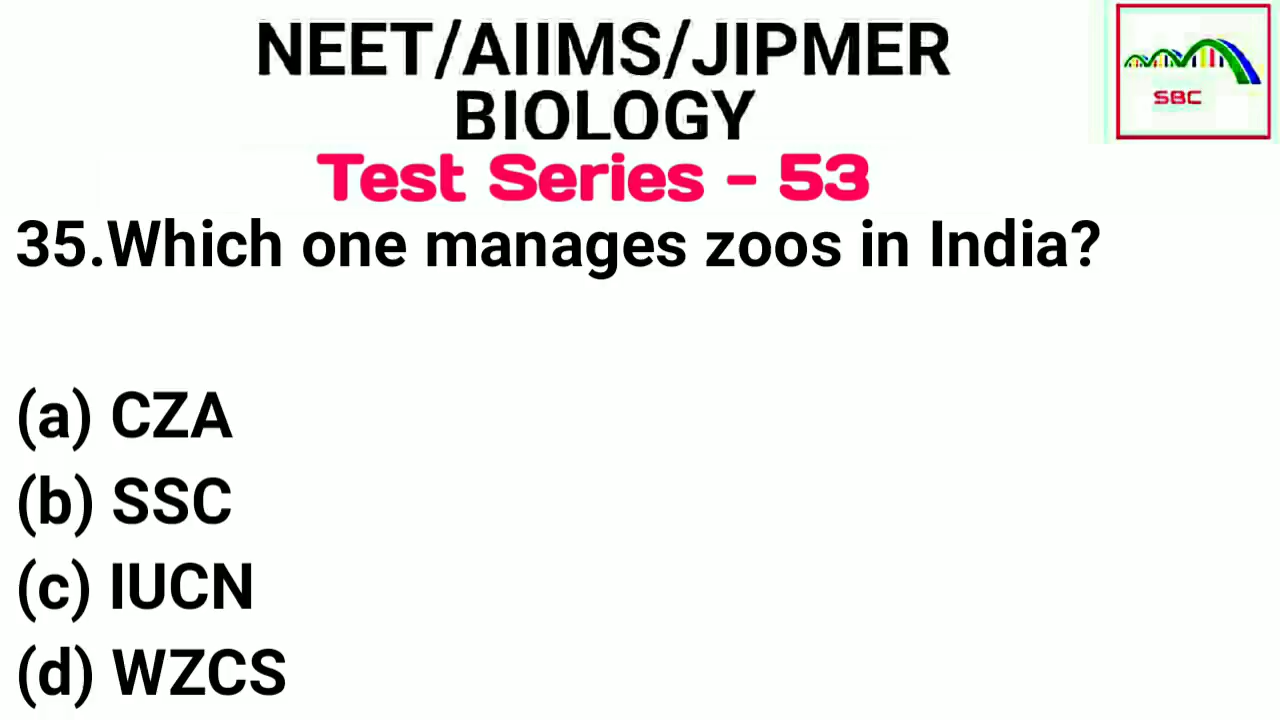 NEET/AIIMS/JIPMER
BIOLOGY
SBC
Test Series - 53
35.Which one manages zoos in India?
(a) CZA
(b) SSC
(c) IUCN
(d) WZCS